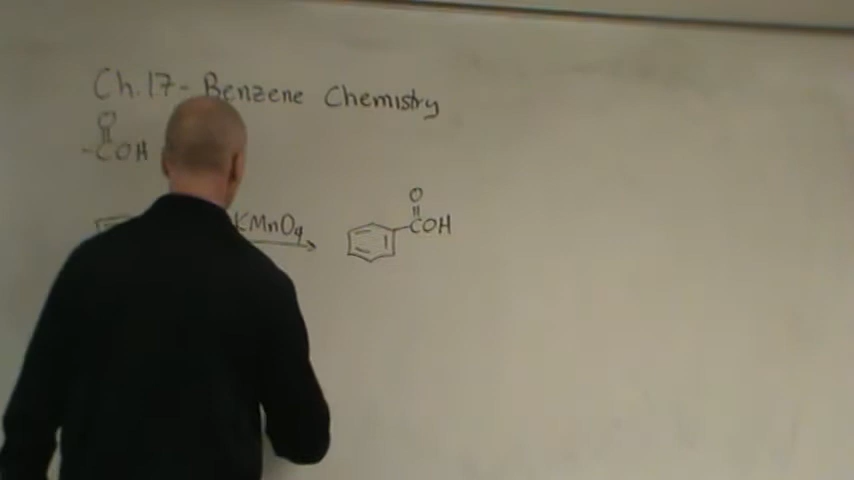 Ch. 17- Benzene Chemistry
O
-COH
O
KMnO4
COH